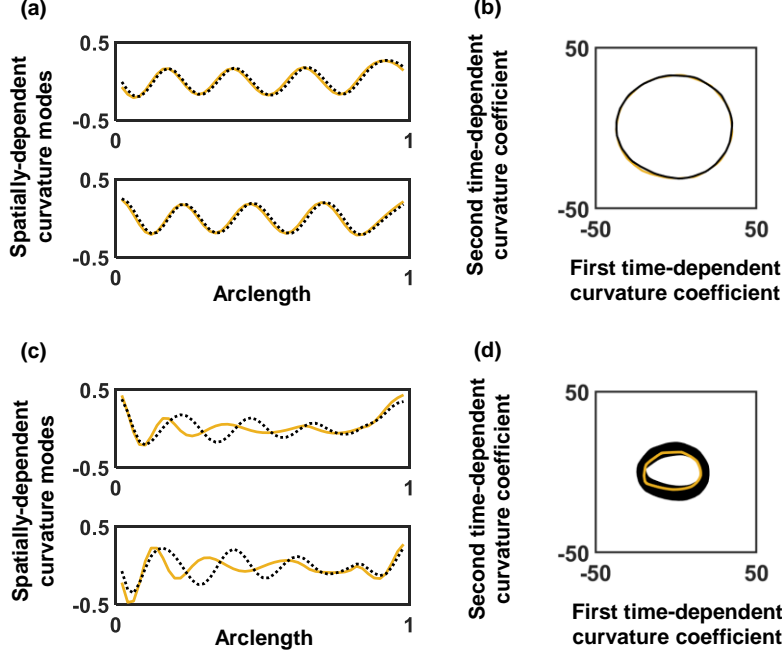 (a)
Spatially-dependent
curvature modes
0.5
-0.5
0
1
0.5
-0.5
0
1
Arclength
(b)
Second time-dependent
curvature coefficient
50
-50
-50
50
First time-dependent
curvature coefficient
(c)
Spatially-dependent
curvature modes
0.5
-0.5
0
1
0.5
-0.5
0
1
Arclength
(d)
Second time-dependent
curvature coefficient
50
-50
-50
50
First time-dependent
curvature coefficient